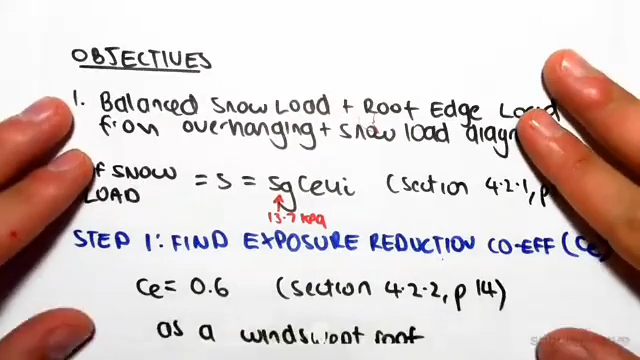 OBJECTIVES
1. Balanced Snow Load + Roof Edge Load
from overhanging + snow load
SNOW LOAD = S = sgCeui (section 4.2.1, p
13.7 kPa
STEP 1: FIND EXPOSURE REDUCTION CO-EFF (Ce)
Ce = 0.6 (section 4.2.2, p 14)
as a windswept roof